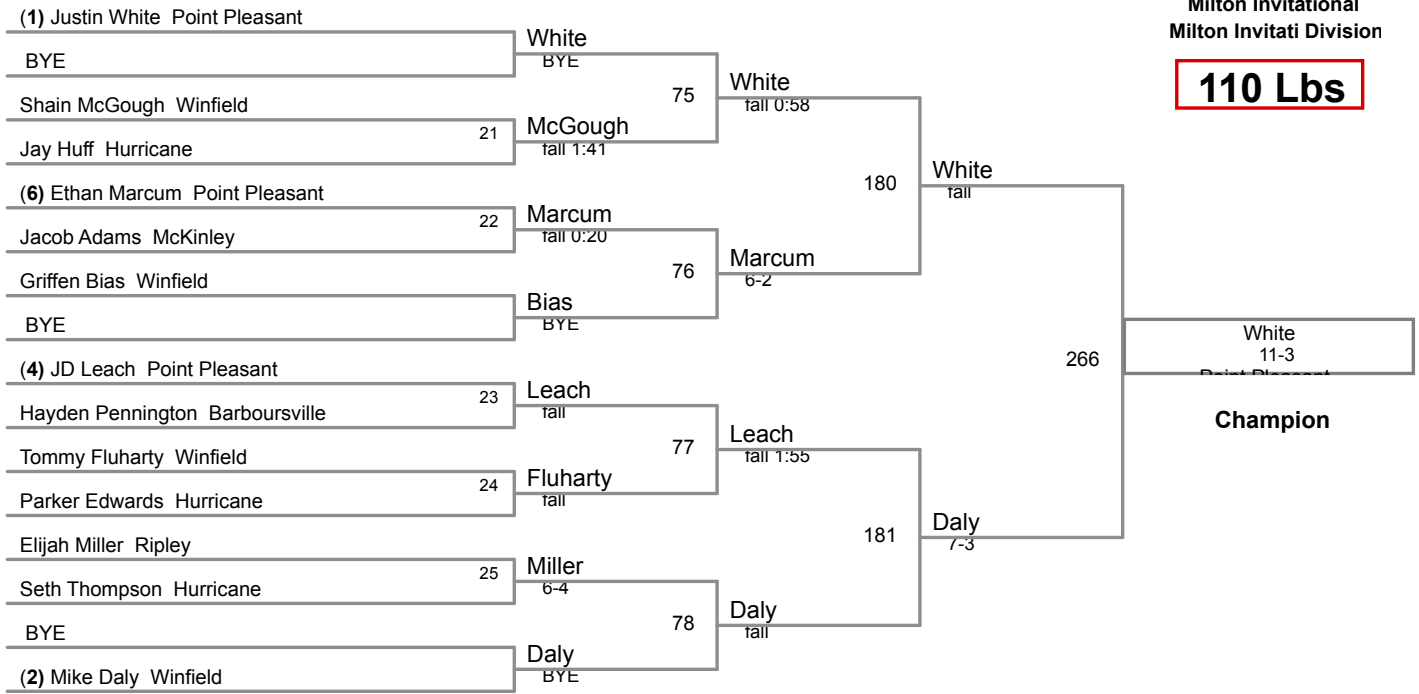 Milton Invitational
Milton Invitati Division
110 Lbs
(1) Justin White Point Pleasant
BYE
Shain McGough Winfield
21
Jay Huff Hurricane
(6) Ethan Marcum Point Pleasant
22
Jacob Adams McKinley
Griffen Bias Winfield
BYE
(4) JD Leach Point Pleasant
23
Hayden Pennington Barboursville
Tommy Fluharty Winfield
24
Parker Edwards Hurricane
Elijah Miller Ripley
25
Seth Thompson Hurricane
BYE
(2) Mike Daly Winfield
White
BYE
75
McGough
fall 1:41
Marcum
fall 0:20
76
Bias
BYE
Leach
fall
77
Fluharty
fall
Miller
6-4
78
Daly
BYE
White
fall 0:58
180
Marcum
6-2
Leach
fall 1:55
181
Daly
fall
White
fall
266
Daly
7-3
White
11-3
Point Pleasant
Champion